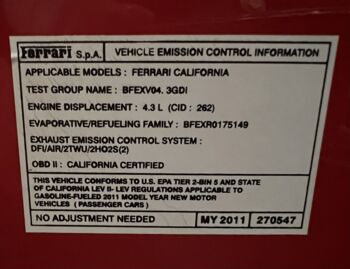 Ferrari S.p.A. VEHICLE EMISSION CONTROL INFORMATION
APPLICABLE MODELS : FERRARI CALIFORNIA
TEST GROUP NAME : BFEXV04. 3GDI
ENGINE DISPLACEMENT : 4.3 L (CID : 262)
EVAPORATIVE/REFUELING FAMILY : BFEXR0175149
EXHAUST EMISSION CONTROL SYSTEM :
DFI/AIR/2TWU/2HO2S(2)
OBD II : CALIFORNIA CERTIFIED
THIS VEHICLE CONFORMS TO U.S. EPA TIER 2-BIN 5 AND STATE
OF CALIFORNIA LEV II- LEV REGULATIONS APPLICABLE TO
GASOLINE-FUELED 2011 MODEL YEAR NEW MOTOR
VEHICLES ( PASSENGER CARS)
NO ADJUSTMENT NEEDED MY 2011 270547